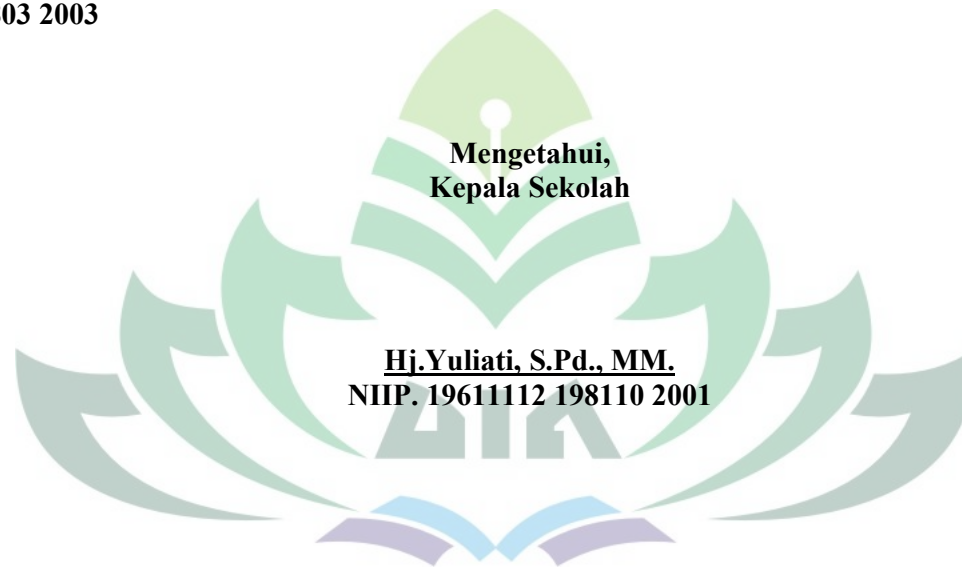 03 2003
Mengetahui,
Kepala Sekolah
Hj.Yuliati, S.Pd., MM.
NIIP. 19611112 198110 2001